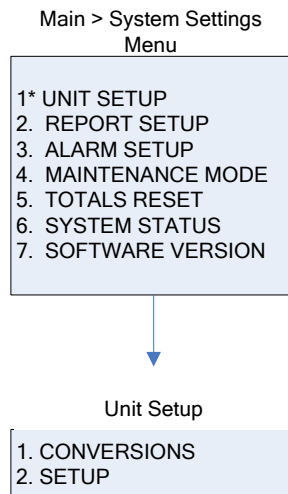 Main > System Settings
Menu
1* UNIT SETUP
2. REPORT SETUP
3. ALARM SETUP
4. MAINTENANCE MODE
5. TOTALS RESET
6. SYSTEM STATUS
7. SOFTWARE VERSION
Unit Setup
1. CONVERSIONS
2. SETUP